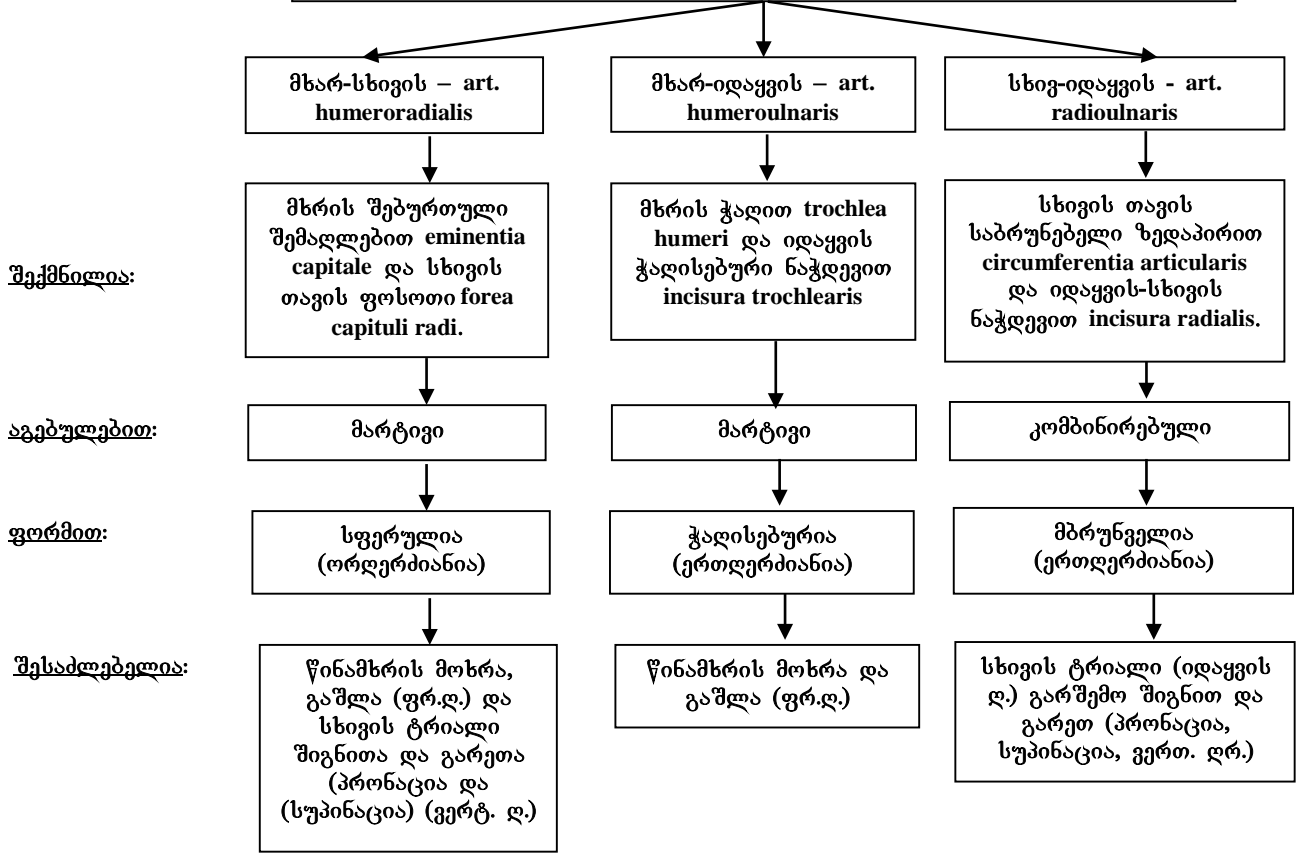 მხარ-სხივის – art.
humeroradialis
მხარ-იდაყვის – art.
humeroulnaris
სხივ-იდაყვის - art.
radioulnaris
შექმნილია:
მხრის შებურთული
შემაღლებით eminentia
capitale და სხივის
თავის ფოსოთი forea
capituli radi.
მხრის ჭაღით trochlea
humeri და იდაყვის
ჭაღისებური ნაჭდევით
incisura trochlearis
სხივის თავის
საბრუნებელი ზედაპირით
circumferentia articularis
და იდაყვის-სხივის
ნაჭდევით incisura radialis.
აგებულებით:
მარტივი
მარტივი
კომბინირებული
ფორმით:
სფერულია
(ორღერძიანია)
ჭაღისებურია
(ერთღერძიანია)
მბრუნველია
(ერთღერძიანია)
შესაძლებელია:
წინამხრის მოხრა,
გაშლა (ფრ.ღ.) და
სხივის ტრიალი
შიგნითა და გარეთა
(პრონაცია და
(სუპინაცია) (ვერტ. ღ.)
წინამხრის მოხრა და
გაშლა (ფრ.ღ.)
სხივის ტრიალი (იდაყვის
ღ.) გარშემო შიგნით და
გარეთ (პრონაცია,
სუპინაცია, ვერთ. ღრ.)